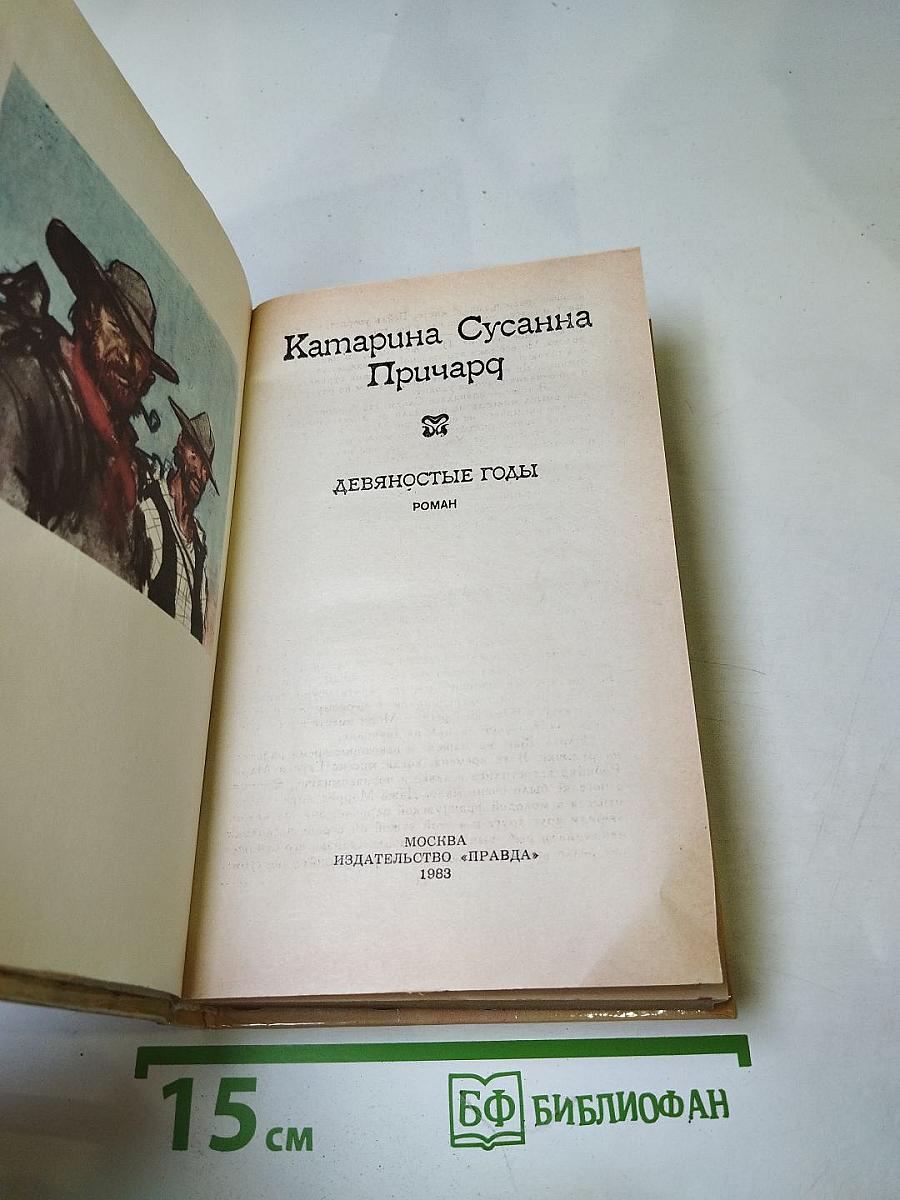 Катарина Сусанна
Причард
ДЕВЯНОСТЫЕ ГОДЫ
РОМАН
МОСКВА
ИЗДАТЕЛЬСТВО «ПРАВДА»
1983
15 см
БФ БИБЛИОФАН